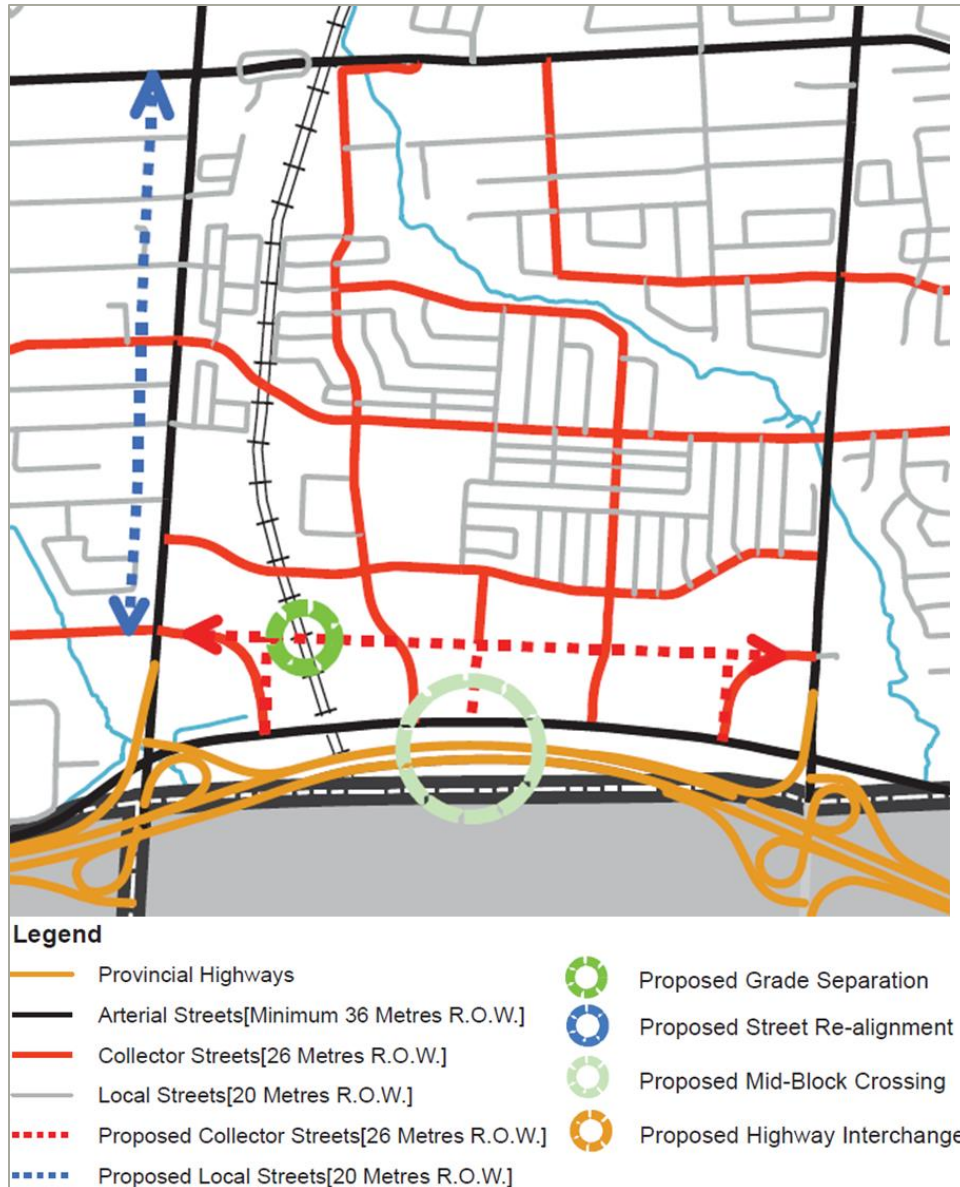 Legend
Provincial Highways
Arterial Streets[Minimum 36 Metres R.O.W.]
Collector Streets[26 Metres R.O.W.]
Local Streets[20 Metres R.O.W.]
Proposed Collector Streets[26 Metres R.O.W.]
Proposed Local Streets[20 Metres R.O.W.]
Proposed Grade Separation
Proposed Street Re-alignment
Proposed Mid-Block Crossing
Proposed Highway Interchange